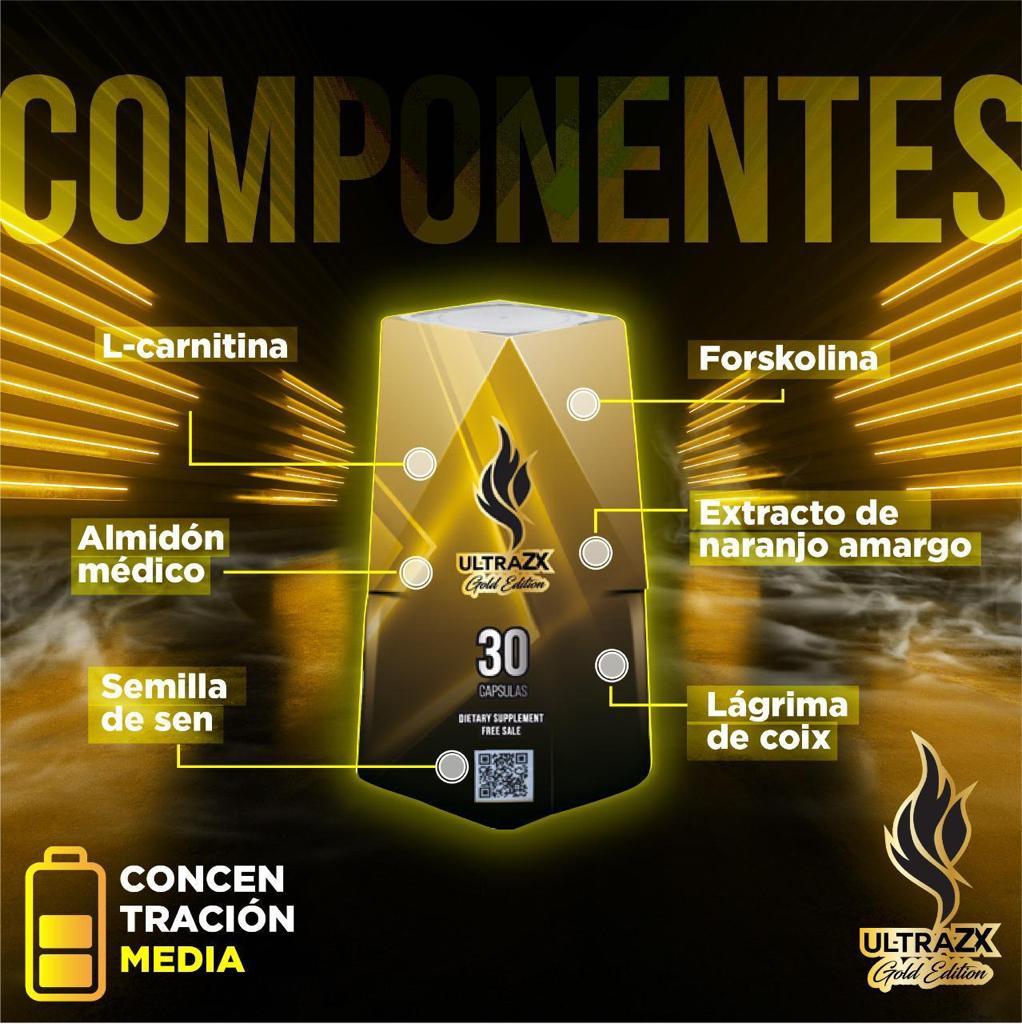 COMPONENTES
L-carnitina
Forskolina
Extracto de
naranjo amargo
Almidón
médico
ULTRAZX
Gold Edition
30
CAPSULAS
Semilla
de sen
Lágrima
de coix
DIETARY SUPPLEMENT
FREE SALE
CONCEN
TRACIÓN
MEDIA
ULTRAZX
Gold Edition